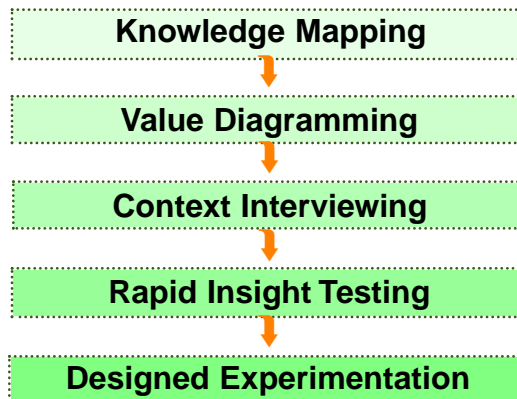 Knowledge Mapping
Value Diagramming
Context Interviewing
Rapid Insight Testing
Designed Experimentation